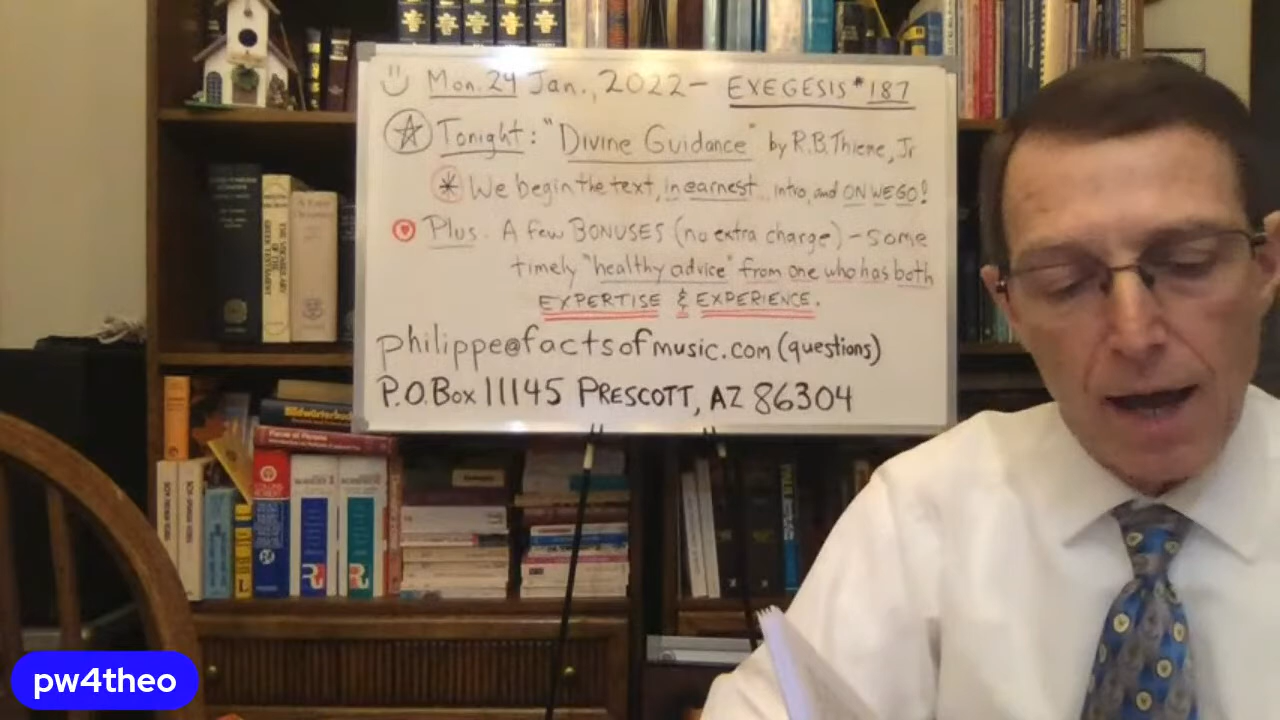 Mon. 24 Jan., 2022 - EXEGESIS #187
Tonight: "Divine Guidance" by R.B. Thieme, Jr
* We begin the text, in earnest... intro, and ON WE GO!
Plus. A few BONUSES (no extra charge) - some
timely "healthy advice" from one who has both
EXPERTISE & EXPERIENCE.
philippe@factsofmusic.com (questions)
P.O. Box 11145 PRESCOTT, AZ 86304
Bildwörterbuch
pw4theo